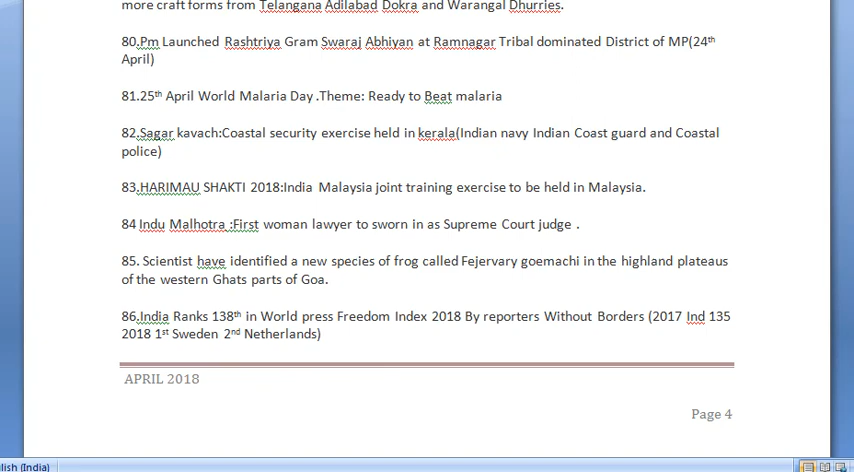 more craft forms from Telangana Adilabad Dokra and Warangal Dhurries.
80.Pm Launched Rashtriya Gram Swaraj Abhiyan at Ramnagar Tribal dominated District of MP(24th
April)
81.25th April World Malaria Day .Theme: Ready to Beat malaria
82.Sagar kavach:Coastal security exercise held in kerala(Indian navy Indian Coast guard and Coastal
police)
83.HARIMAU SHAKTI 2018:India Malaysia joint training exercise to be held in Malaysia.
84 Indu Malhotra :First woman lawyer to sworn in as Supreme Court judge .
85. Scientist have identified a new species of frog called Fejervary goemachi in the highland plateaus
of the western Ghats parts of Goa.
86.India Ranks 138th in World press Freedom Index 2018 By reporters Without Borders (2017 Ind 135
2018 1st Sweden 2nd Netherlands)
APRIL 2018
Page 4
lish (India)